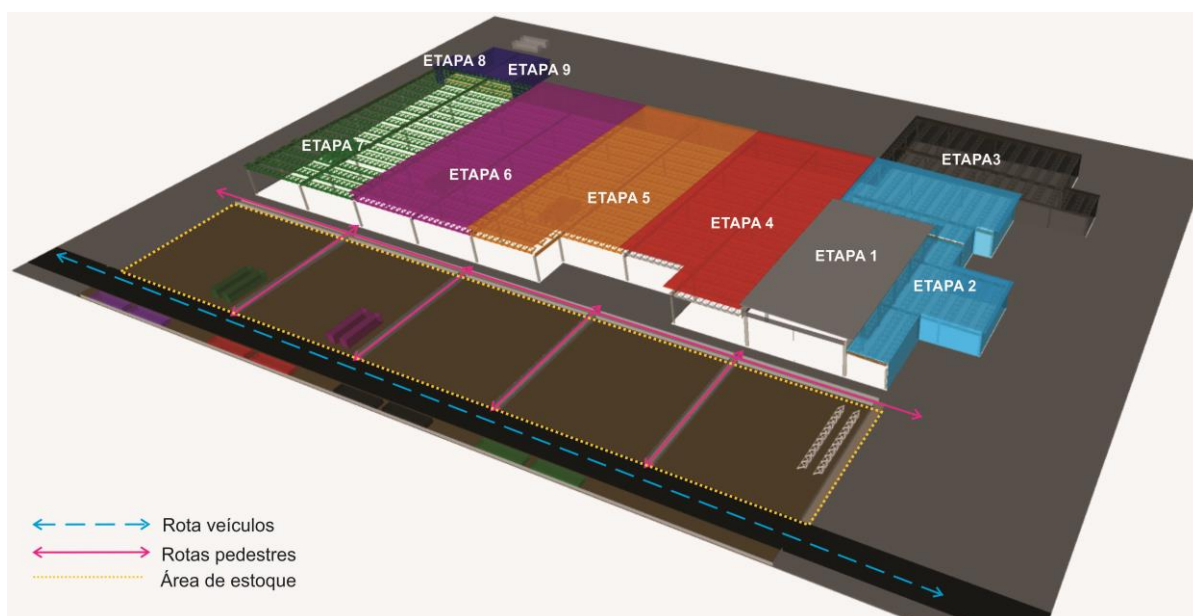 ETAPA 8
ETAPA 9
ETAPA 7
ETAPA 6
ETAPA 5
ETAPA 4
ETAPA3
ETAPA 1
ETAPA 2
Rota veículos
Rotas pedestres
Área de estoque